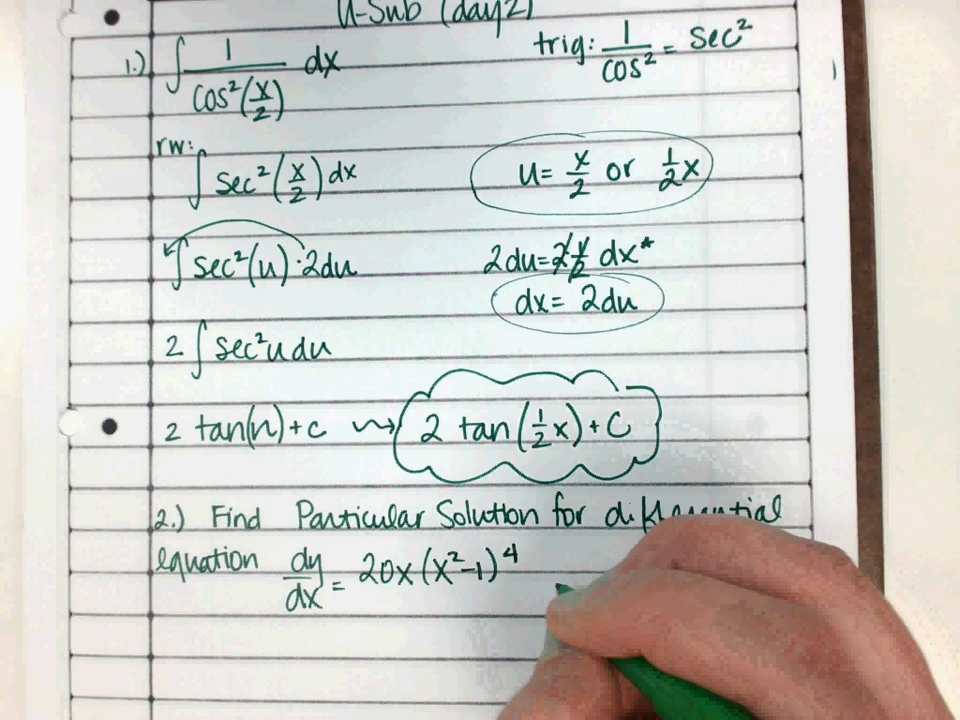 U-Sub (day 2)
1.) ∫ 1/cos²(x/2) dx
trig: 1/cos² = sec²
rw:
∫ sec²(x/2) dx
u = x/2 or 1/2 x
∫ sec²(u) · 2du
2du = 2 · 1/2 dx*
dx = 2du
2 ∫ sec²u du
2 tan(u) + c ⇝ 2 tan(1/2 x) + C
2.) Find Particular Solution for differential
equation dy/dx = 20x(x²-1)⁴